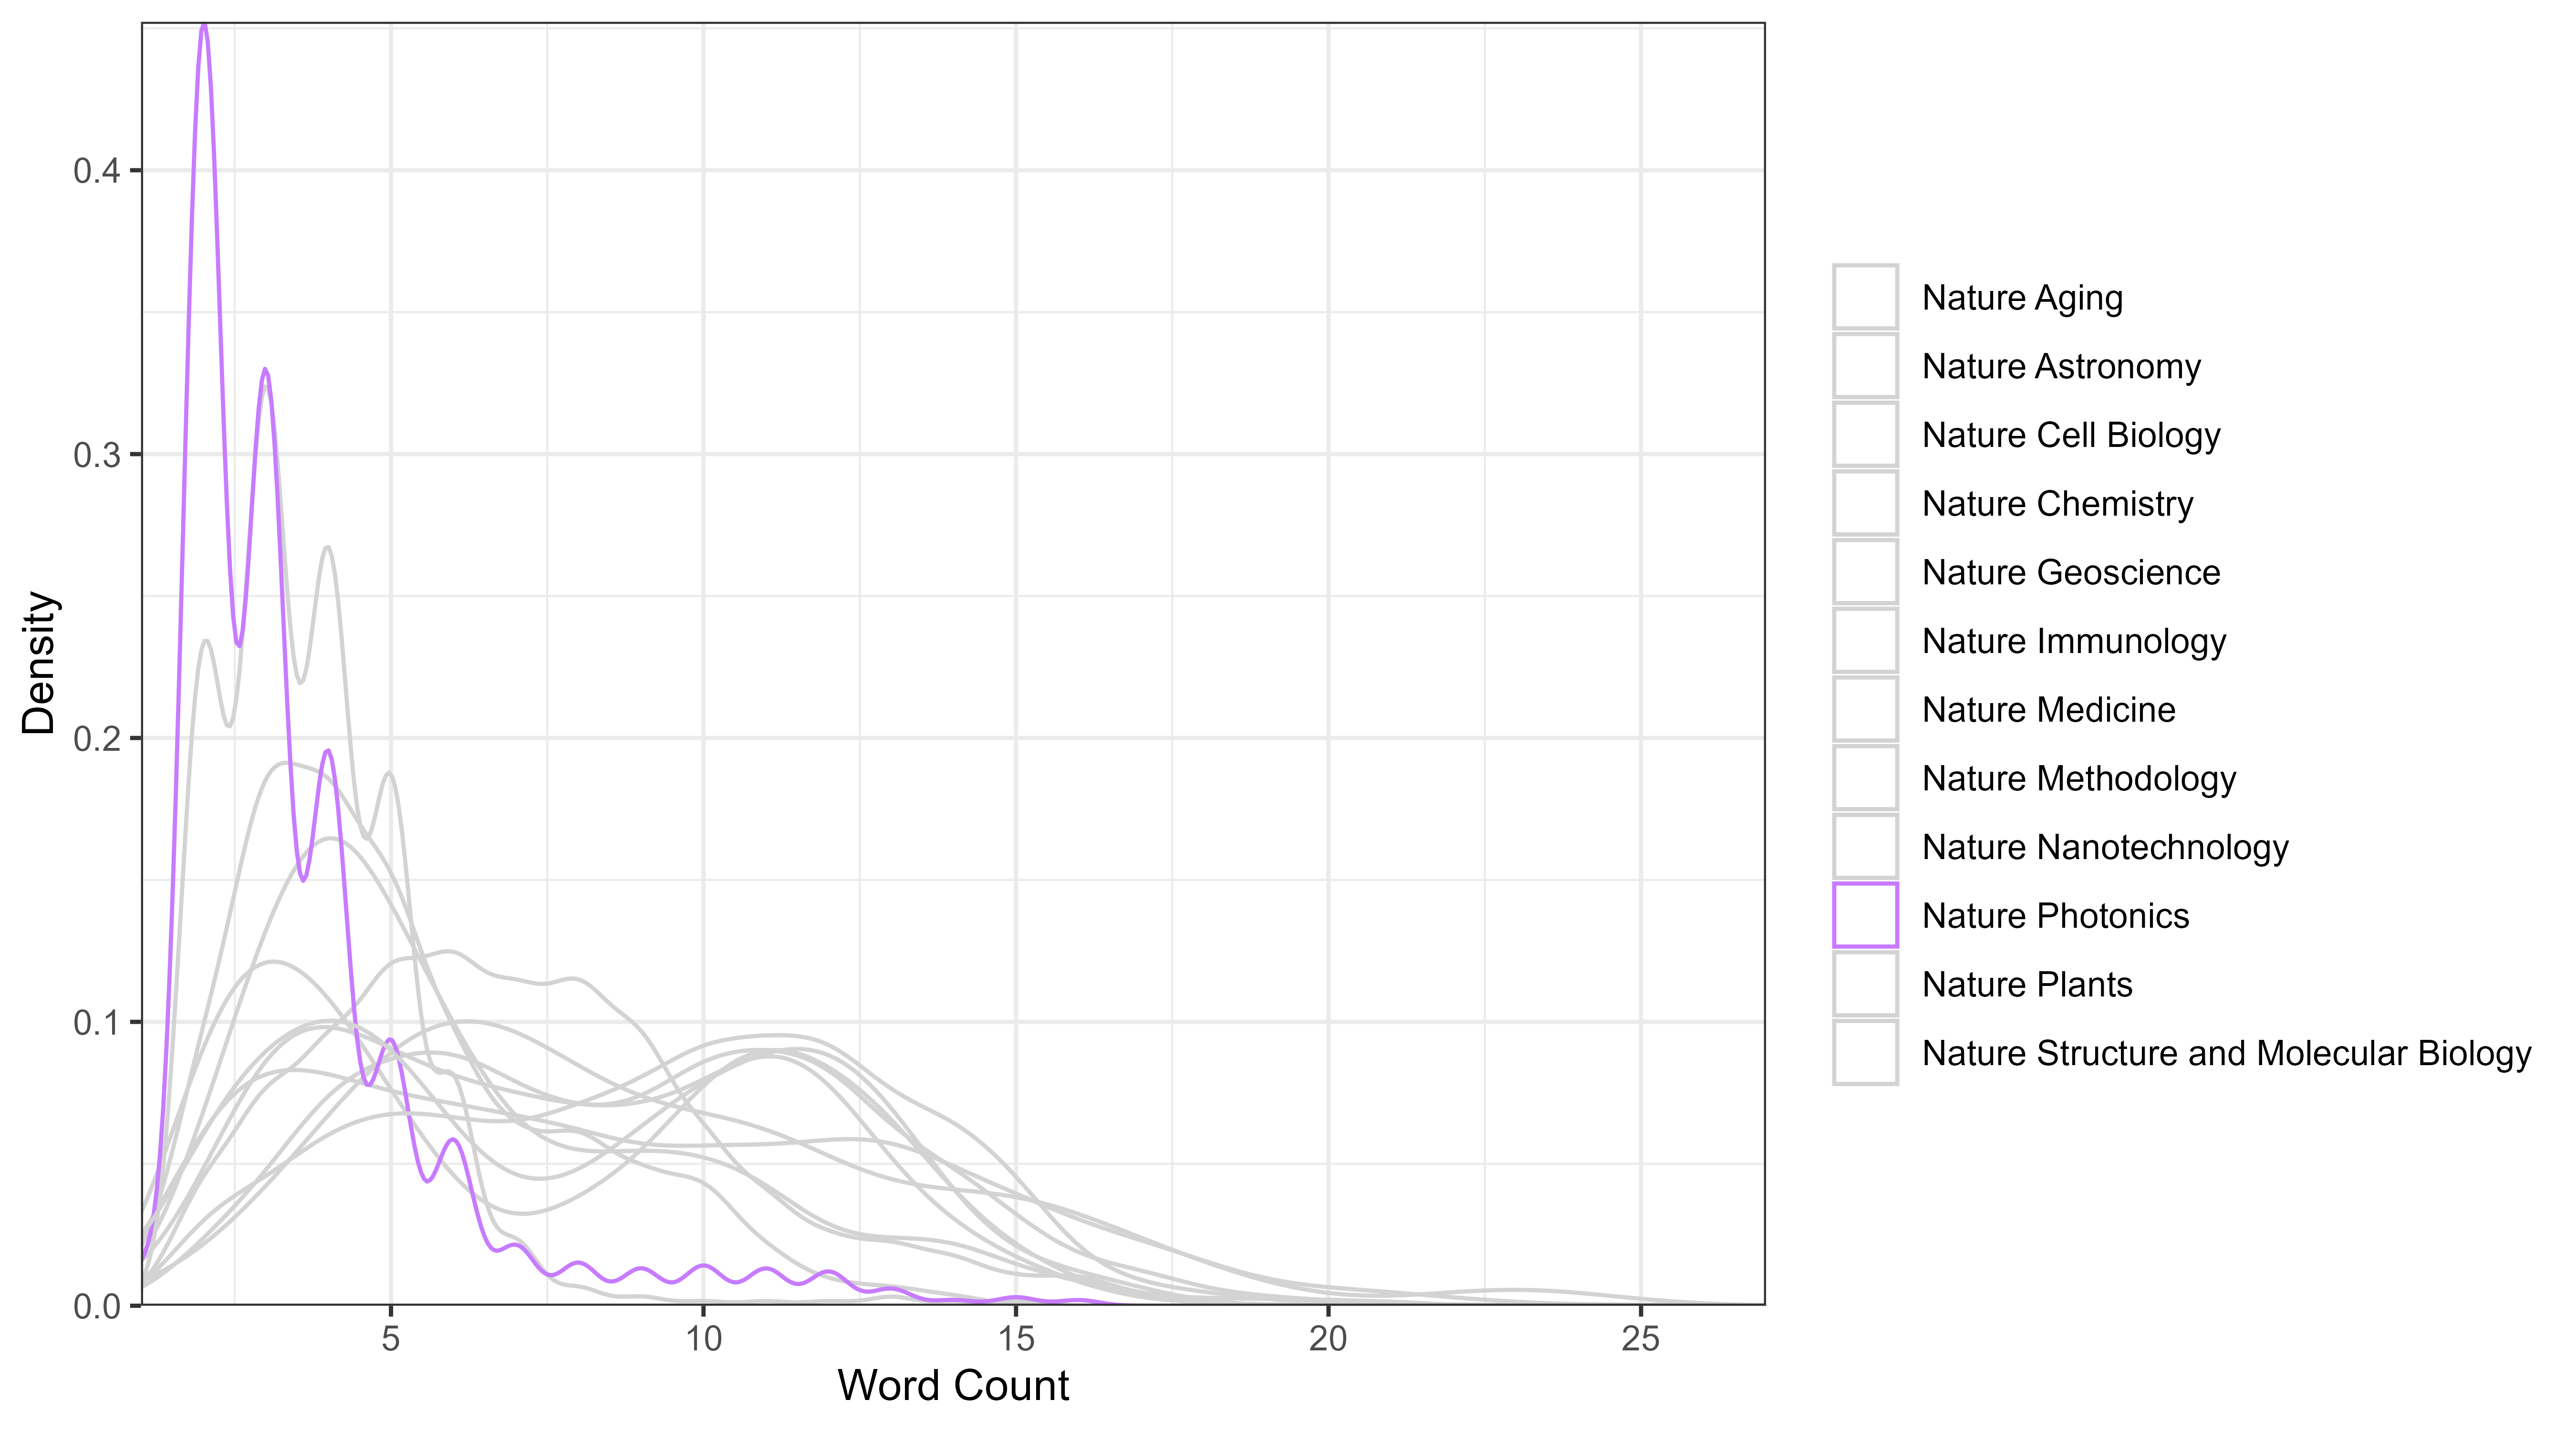 0.4
0.3
0.2
0.1
0.0
Density
5 10 15 20 25
Word Count
Nature Aging
Nature Astronomy
Nature Cell Biology
Nature Chemistry
Nature Geoscience
Nature Immunology
Nature Medicine
Nature Methodology
Nature Nanotechnology
Nature Photonics
Nature Plants
Nature Structure and Molecular Biology